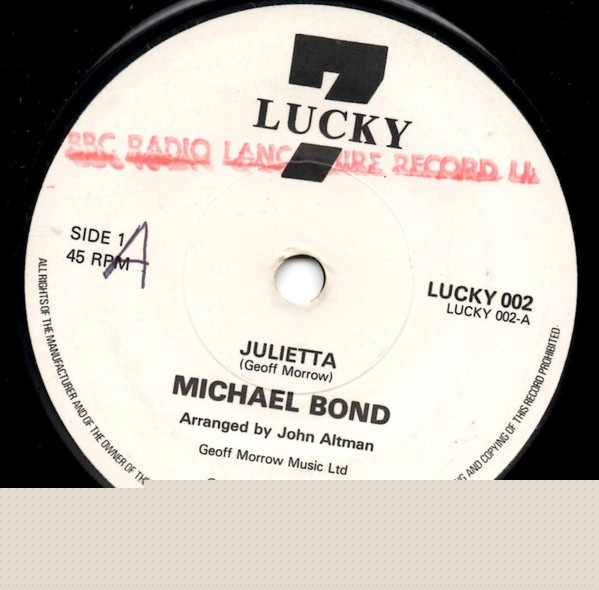 7
LUCKY
BBC RADIO LANCASHIRE RECORD
SIDE 1
A
45 RPM
LUCKY 002
LUCKY 002-A
JULIETTA
(Geoff Morrow)
MICHAEL BOND
Arranged by John Altman
Geoff Morrow Music Ltd
ALL RIGHTS OF THE MANUFACTURER AND OF THE OWNER OF
AND COPYING OF THIS RECORD PROHIBITED